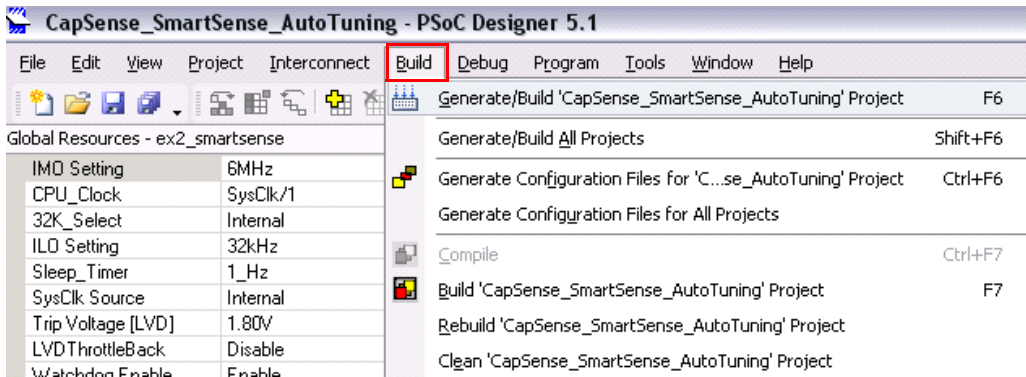 CapSense_SmartSense_AutoTuning - PSoC Designer 5.1
File Edit View Project Interconnect Build Debug Program Tools Window Help
Generate/Build 'CapSense_SmartSense_AutoTuning' Project F6
Generate/Build All Projects Shift+F6
Generate Configuration Files for 'C...se_AutoTuning' Project Ctrl+F6
Generate Configuration Files for All Projects
Compile Ctrl+F7
Build 'CapSense_SmartSense_AutoTuning' Project F7
Rebuild 'CapSense_SmartSense_AutoTuning' Project
Clean 'CapSense_SmartSense_AutoTuning' Project
Global Resources - ex2_smartsense
IMO Setting 6MHz
CPU_Clock SysClk/1
32K_Select Internal
ILO Setting 32kHz
Sleep_Timer 1_Hz
SysClk Source Internal
Trip Voltage [LVD] 1.80V
LVDThrottleBack Disable
Watchdog Enable Enable